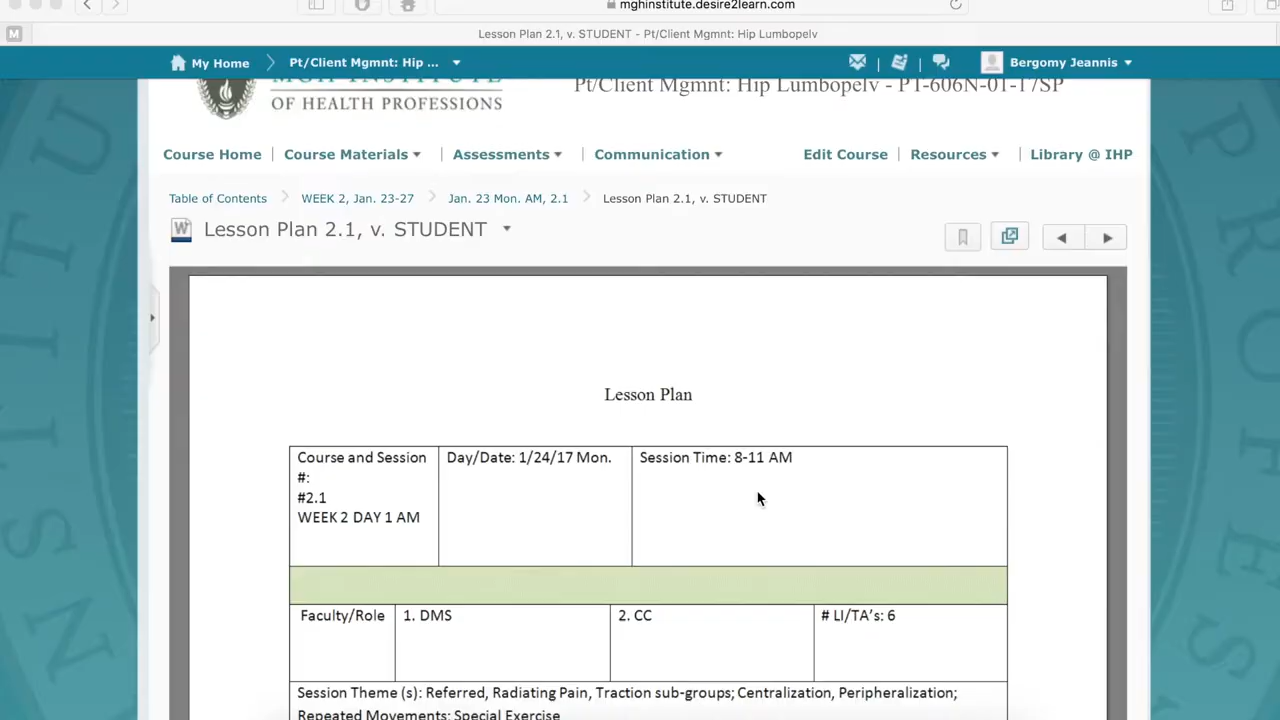 mghinstitute.desire2learn.com
M
Lesson Plan 2.1, v. STUDENT - Pt/Client Mgmnt: Hip Lumbopelv
My Home
Pt/Client Mgmnt: Hip ...
Bergomy Jeannis
MGH INSTITUTE
OF HEALTH PROFESSIONS
Pt/Client Mgmnt: Hip Lumbopelv - PT-606N-01-17SP
Course Home
Course Materials
Assessments
Communication
Edit Course
Resources
Library @ IHP
Table of Contents
WEEK 2, Jan. 23-27
Jan. 23 Mon. AM, 2.1
Lesson Plan 2.1, v. STUDENT
W
Lesson Plan 2.1, v. STUDENT
Lesson Plan
Course and Session
#:
#2.1
WEEK 2 DAY 1 AM
Day/Date: 1/24/17 Mon.
Session Time: 8-11 AM
Faculty/Role
1. DMS
2. CC
# LI/TA's: 6
Session Theme (s): Referred, Radiating Pain, Traction sub-groups; Centralization, Peripheralization;
Repeated Movements; Special Exercise